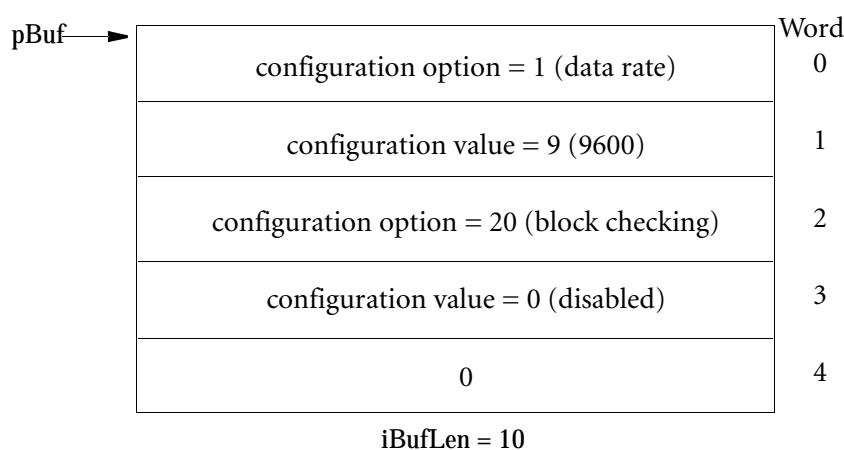 Word
pBuf
configuration option = 1 (data rate) 0
configuration value = 9 (9600) 1
configuration option = 20 (block checking) 2
configuration value = 0 (disabled) 3
0 4
iBufLen = 10